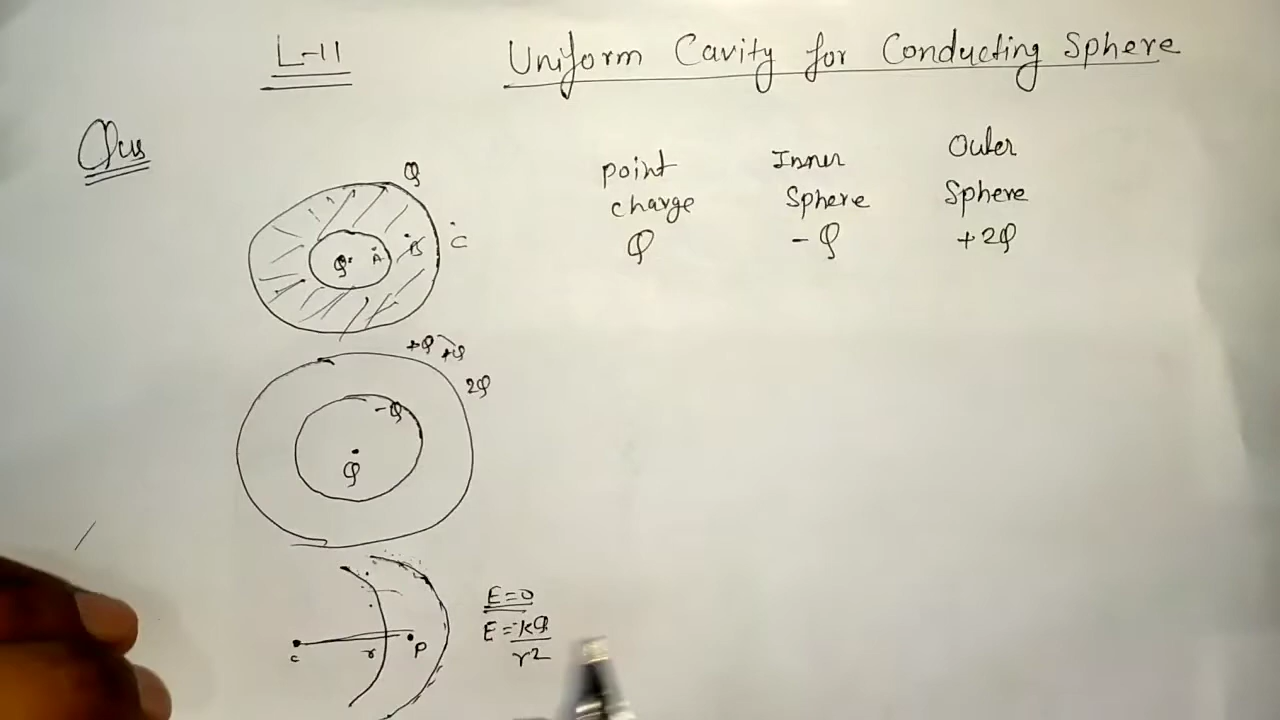 L-11
Uniform Cavity for Conducting Sphere
Qus
point charge
Inner Sphere
Outer Sphere
Q
-Q
+2Q
Q
Q
A
B
C
+Q +Q
2Q
-Q
Q
c
r
P
E=0
E=-kQ
r2